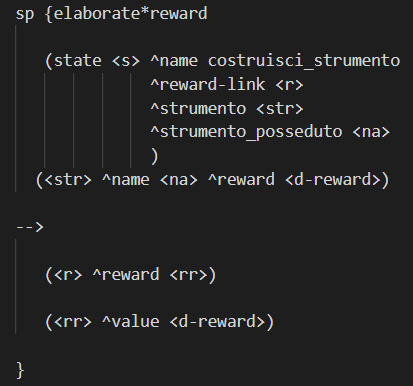 sp {elaborate*reward
(state <s> ^name costruisci_strumento
^reward-link <r>
^strumento <str>
^strumento_posseduto <na>
)
(<str> ^name <na> ^reward <d-reward>)
-->
(<r> ^reward <rr>)
(<rr> ^value <d-reward>)
}